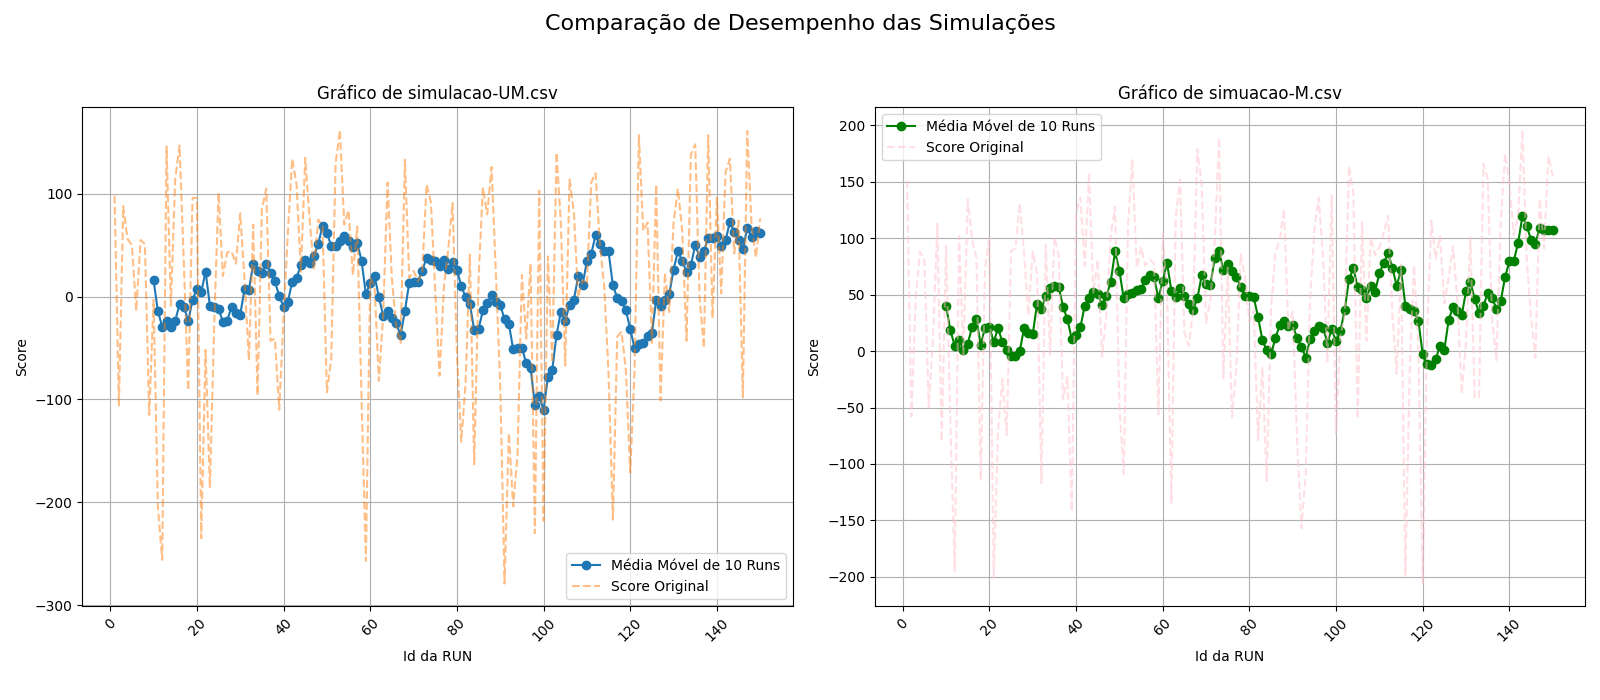 Comparação de Desempenho das Simulações
Gráfico de simulacao-UM.csv
Score
100
0
−100
−200
−300
Média Móvel de 10 Runs
Score Original
0
20
40
60
80
100
120
140
Id da RUN
Gráfico de simuacao-M.csv
Score
200
150
100
50
0
−50
−100
−150
−200
Média Móvel de 10 Runs
Score Original
0
20
40
60
80
100
120
140
Id da RUN